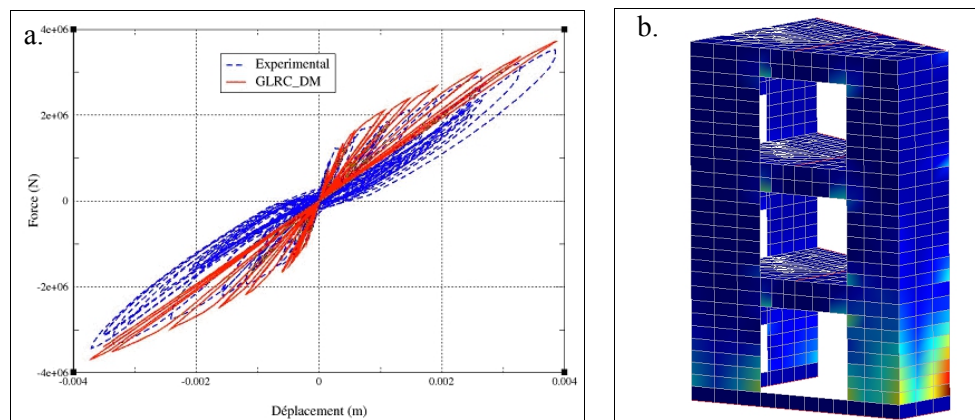 a.
b.
4e+06
2e+06
0
-2e+06
-4e+06
Experimental
GLRC_DM
Force (N)
-0.004
-0.002
0
0.002
0.004
Déplacement (m)